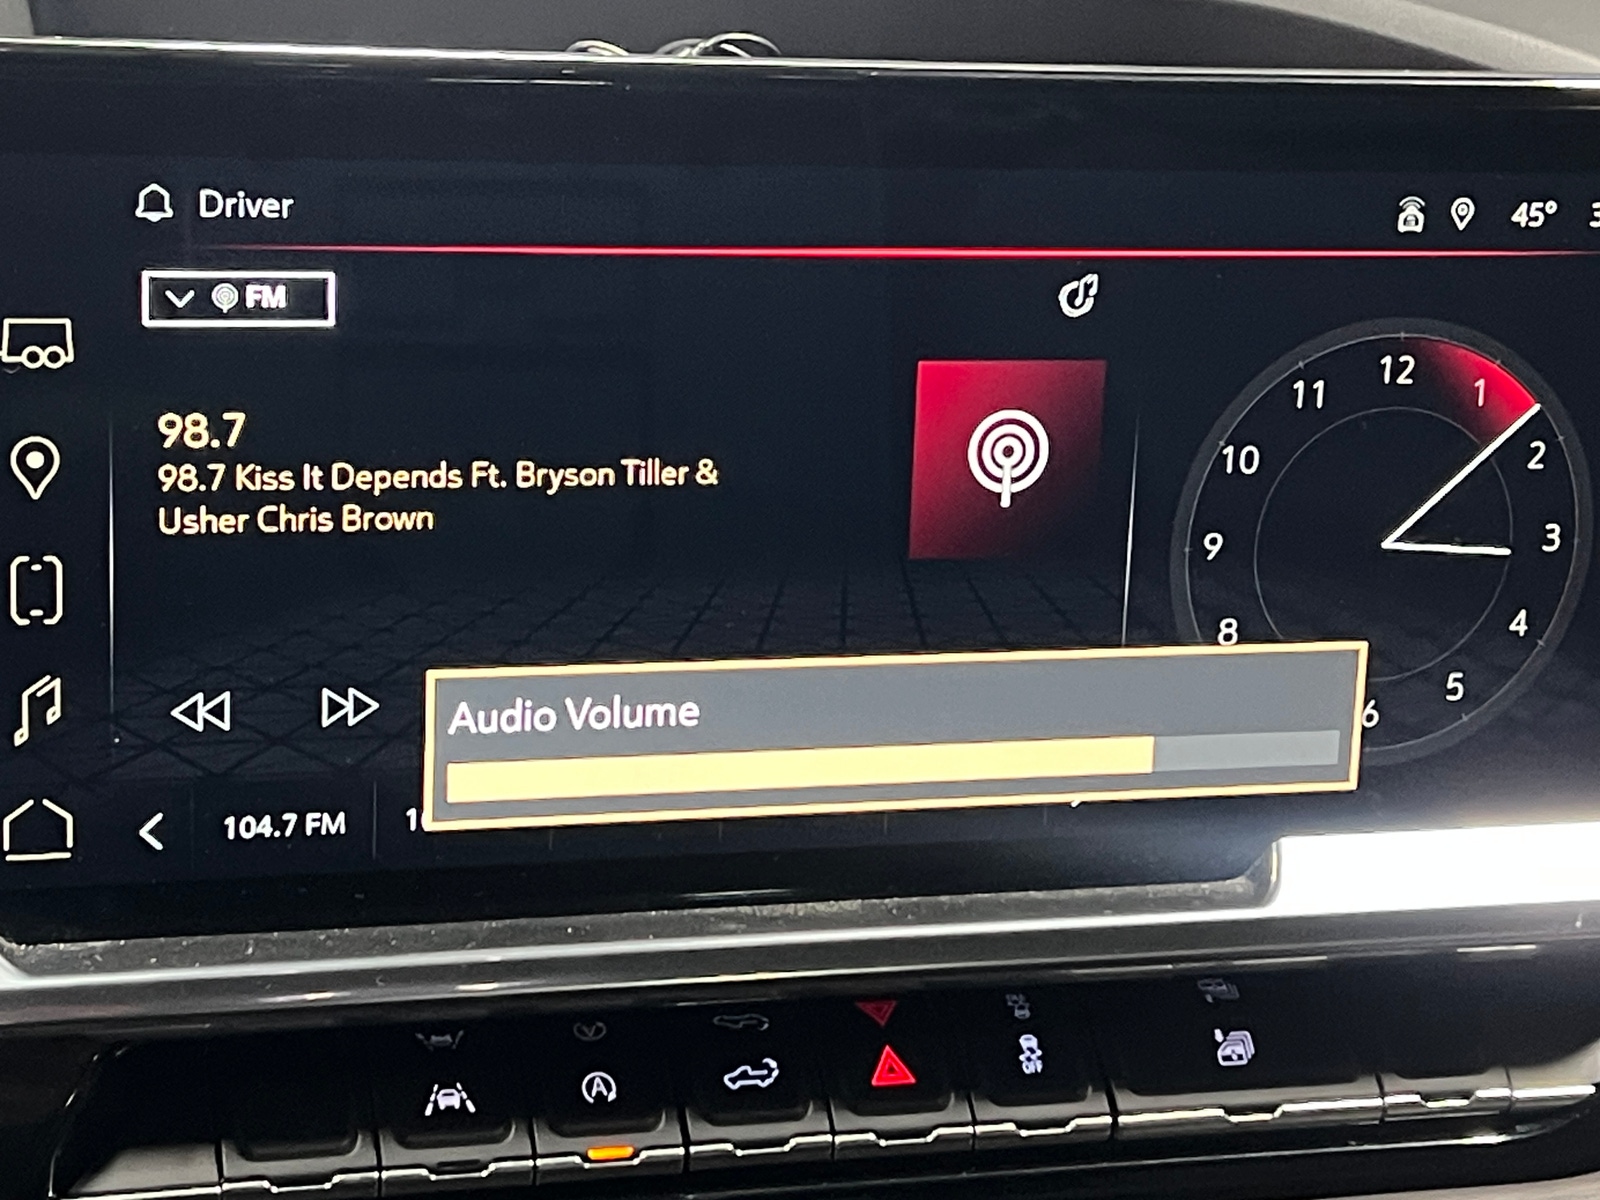 Driver
45°
FM
98.7
98.7 Kiss It Depends Ft. Bryson Tiller &
Usher Chris Brown
12
11
1
10
2
9
3
8
4
5
6
Audio Volume
104.7 FM
A
OFF